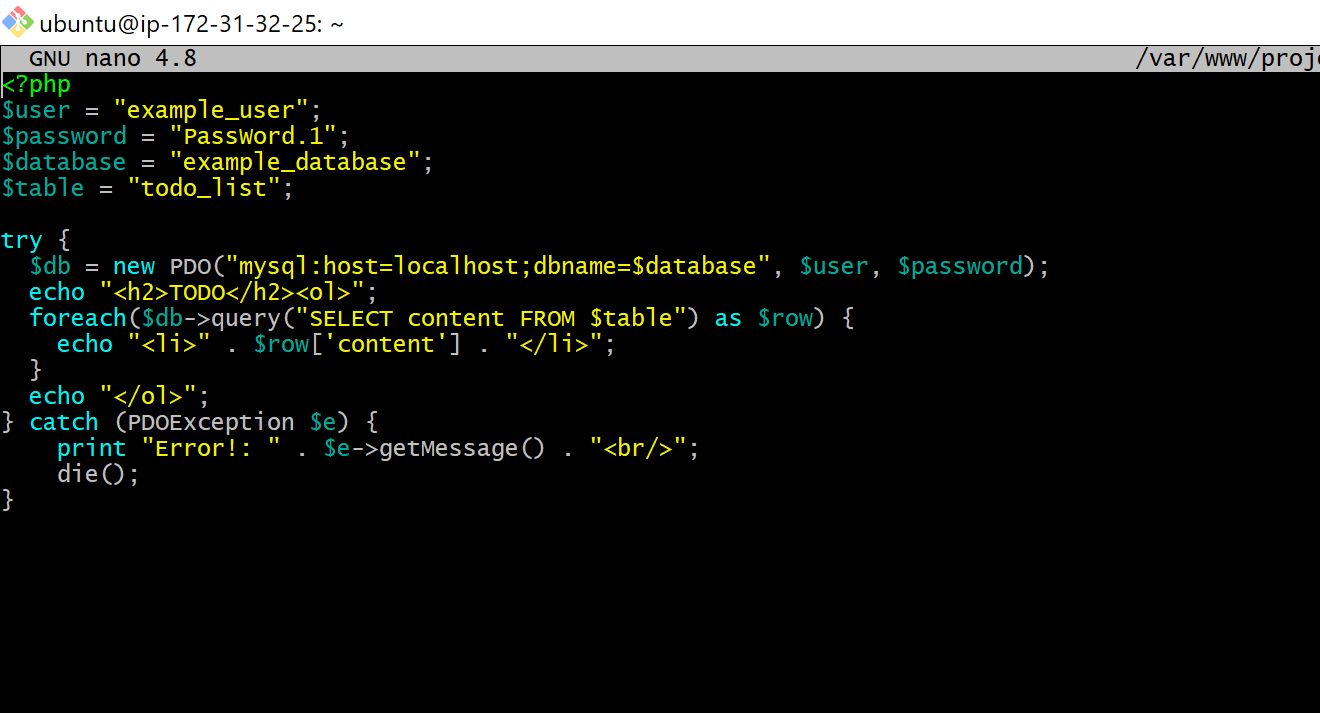 ubuntu@ip-172-31-32-25: ~
GNU nano 4.8 /var/www/proj
<?php
$user = "example_user";
$password = "PassWord.1";
$database = "example_database";
$table = "todo_list";

try {
  $db = new PDO("mysql:host=localhost;dbname=$database", $user, $password);
  echo "<h2>TODO</h2><ol>";
  foreach($db->query("SELECT content FROM $table") as $row) {
    echo "<li>" . $row['content'] . "</li>";
  }
  echo "</ol>";
} catch (PDOException $e) {
    print "Error!: " . $e->getMessage() . "<br/>";
    die();
}